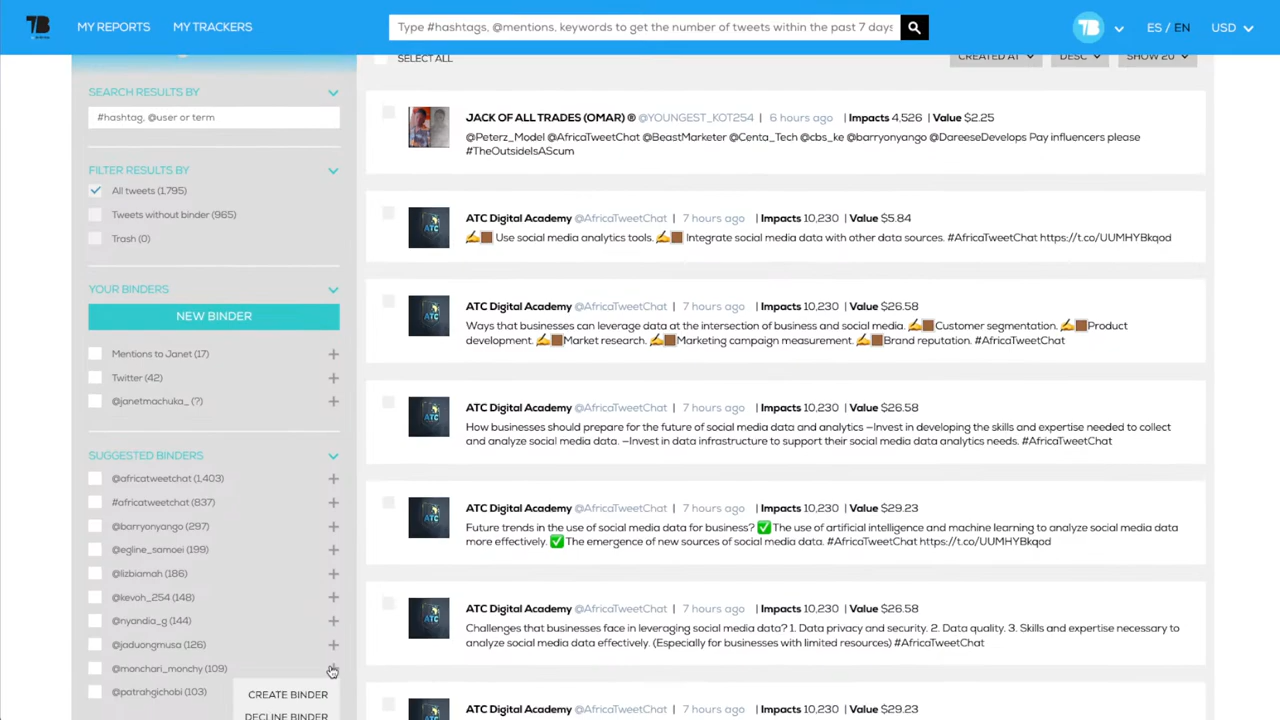 TB
MY REPORTS
MY TRACKERS
Type #hashtags, @mentions, keywords to get the number of tweets within the past 7 days
TB
ES / EN
USD
SEARCH RESULTS BY
#hashtag, @user or term
FILTER RESULTS BY
All tweets (1,795)
Tweets without binder (965)
Trash (0)
YOUR BINDERS
NEW BINDER
Mentions to Janet (17)
Twitter (42)
@janetmachuka_ (?)
SUGGESTED BINDERS
@africatweetchat (1,403)
#africatweetchat (837)
@barryonyango (297)
@egline_samoei (199)
@lizbiamah (186)
@kevoh_254 (148)
@nyandia_g (144)
@jaduongmusa (126)
@monchari_monchy (109)
@patrahgichobi (103)
CREATE BINDER
DECLINE BINDER
SELECT ALL
CREATED AT
DESC
SHOW 20
JACK OF ALL TRADES (OMAR) ® @YOUNGEST_KOT254 | 6 hours ago | Impacts 4,526 | Value $2.25
@Peterz_Model @AfricaTweetChat @BeastMarketer @Centa_Tech @cbs_ke @barryonyango @DareeseDevelops Pay influencers please
#TheOutsideIsAScum
ATC
ATC Digital Academy @AfricaTweetChat | 7 hours ago | Impacts 10,230 | Value $5.84
✍🏾 Use social media analytics tools. ✍🏾 Integrate social media data with other data sources. #AfricaTweetChat https://t.co/UUMHYBkqod
ATC
ATC Digital Academy @AfricaTweetChat | 7 hours ago | Impacts 10,230 | Value $26.58
Ways that businesses can leverage data at the intersection of business and social media. ✍🏾Customer segmentation. ✍🏾Product
development. ✍🏾Market research. ✍🏾Marketing campaign measurement. ✍🏾Brand reputation. #AfricaTweetChat
ATC
ATC Digital Academy @AfricaTweetChat | 7 hours ago | Impacts 10,230 | Value $26.58
How businesses should prepare for the future of social media data and analytics –Invest in developing the skills and expertise needed to collect
and analyze social media data. –Invest in data infrastructure to support their social media data analytics needs. #AfricaTweetChat
ATC
ATC Digital Academy @AfricaTweetChat | 7 hours ago | Impacts 10,230 | Value $29.23
Future trends in the use of social media data for business? ✅ The use of artificial intelligence and machine learning to analyze social media data
more effectively. ✅ The emergence of new sources of social media data. #AfricaTweetChat https://t.co/UUMHYBkqod
ATC
ATC Digital Academy @AfricaTweetChat | 7 hours ago | Impacts 10,230 | Value $26.58
Challenges that businesses face in leveraging social media data? 1. Data privacy and security. 2. Data quality. 3. Skills and expertise necessary to
analyze social media data effectively. (Especially for businesses with limited resources) #AfricaTweetChat
ATC
ATC Digital Academy @AfricaTweetChat | 7 hours ago | Impacts 10,230 | Value $29.23